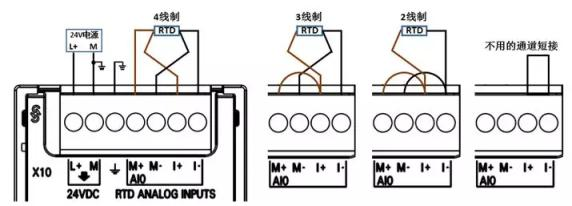 24V电源
L+ M
4线制
RTD
3线制
RTD
2线制
RTD
不用的通道短接
X10
L+ M M+ M- I+ I-
AI0
24VDC RTD ANALOG INPUTS
M+ M- I+ I-
AI0
M+ M- I+ I-
AI0
M+ M- I+ I-
AI0